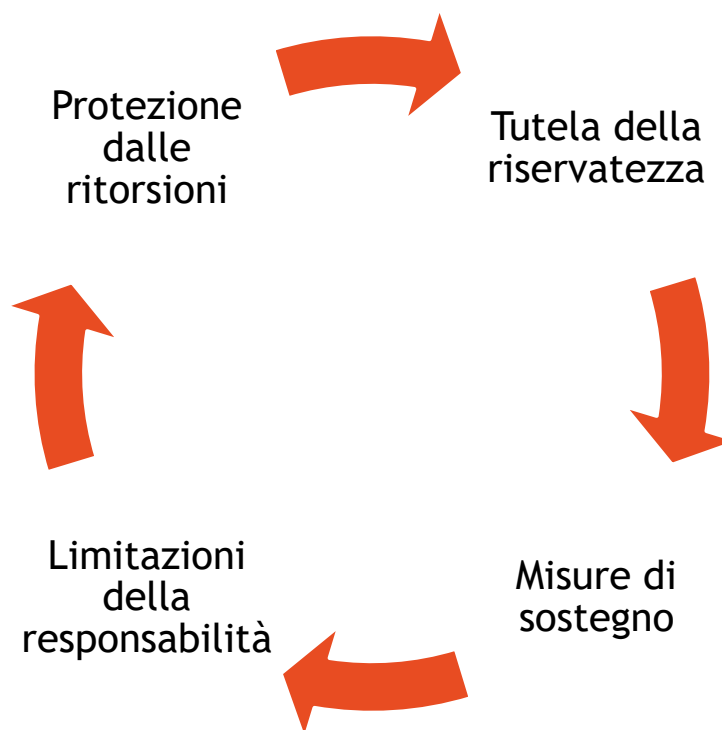 Protezione
dalle
ritorsioni
Tutela della
riservatezza
Misure di
sostegno
Limitazioni
della
responsabilità